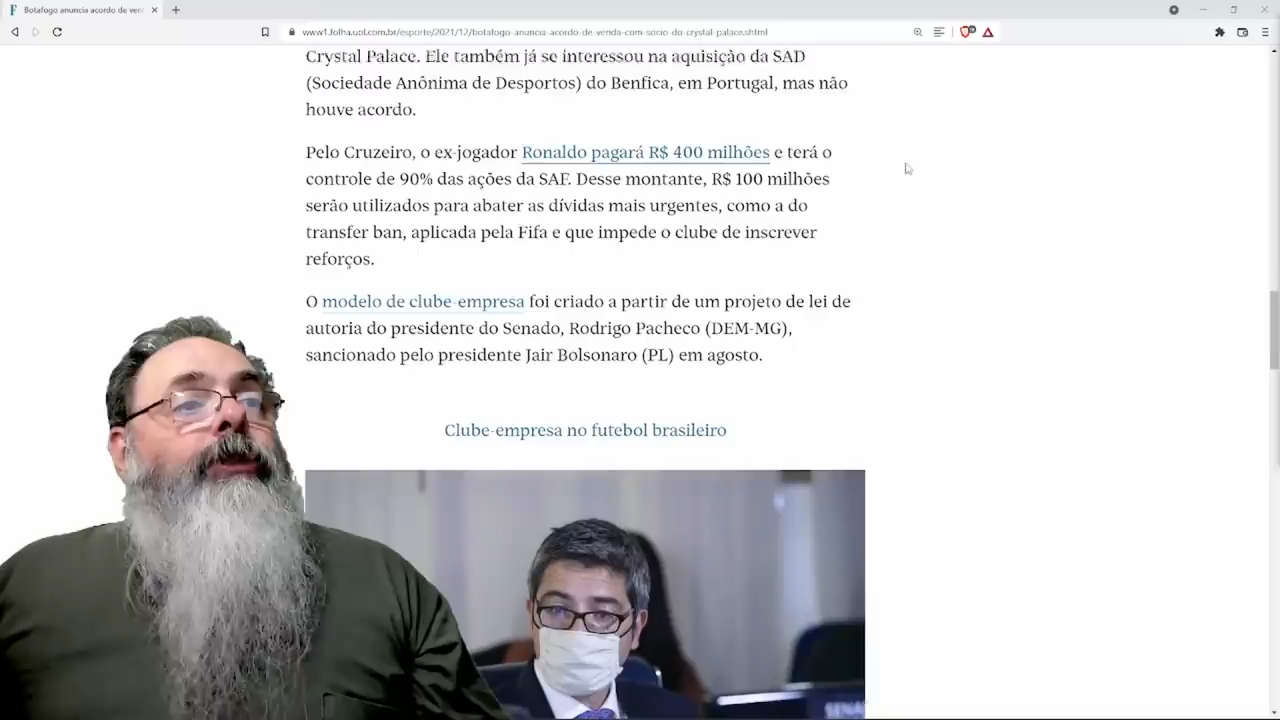 Botafogo anuncia acordo de ven
www1.folha.uol.com.br/esporte/2021/12/botafogo-anuncia-acordo-de-venda-com-socio-do-crystal-palace.shtml
Crystal Palace. Ele também já se interessou na aquisição da SAD
(Sociedade Anônima de Desportos) do Benfica, em Portugal, mas não
houve acordo.
Pelo Cruzeiro, o ex-jogador Ronaldo pagará R$ 400 milhões e terá o
controle de 90% das ações da SAF. Desse montante, R$ 100 milhões
serão utilizados para abater as dívidas mais urgentes, como a do
transfer ban, aplicada pela Fifa e que impede o clube de inscrever
reforços.
O modelo de clube-empresa foi criado a partir de um projeto de lei de
autoria do presidente do Senado, Rodrigo Pacheco (DEM-MG),
sancionado pelo presidente Jair Bolsonaro (PL) em agosto.
Clube-empresa no futebol brasileiro